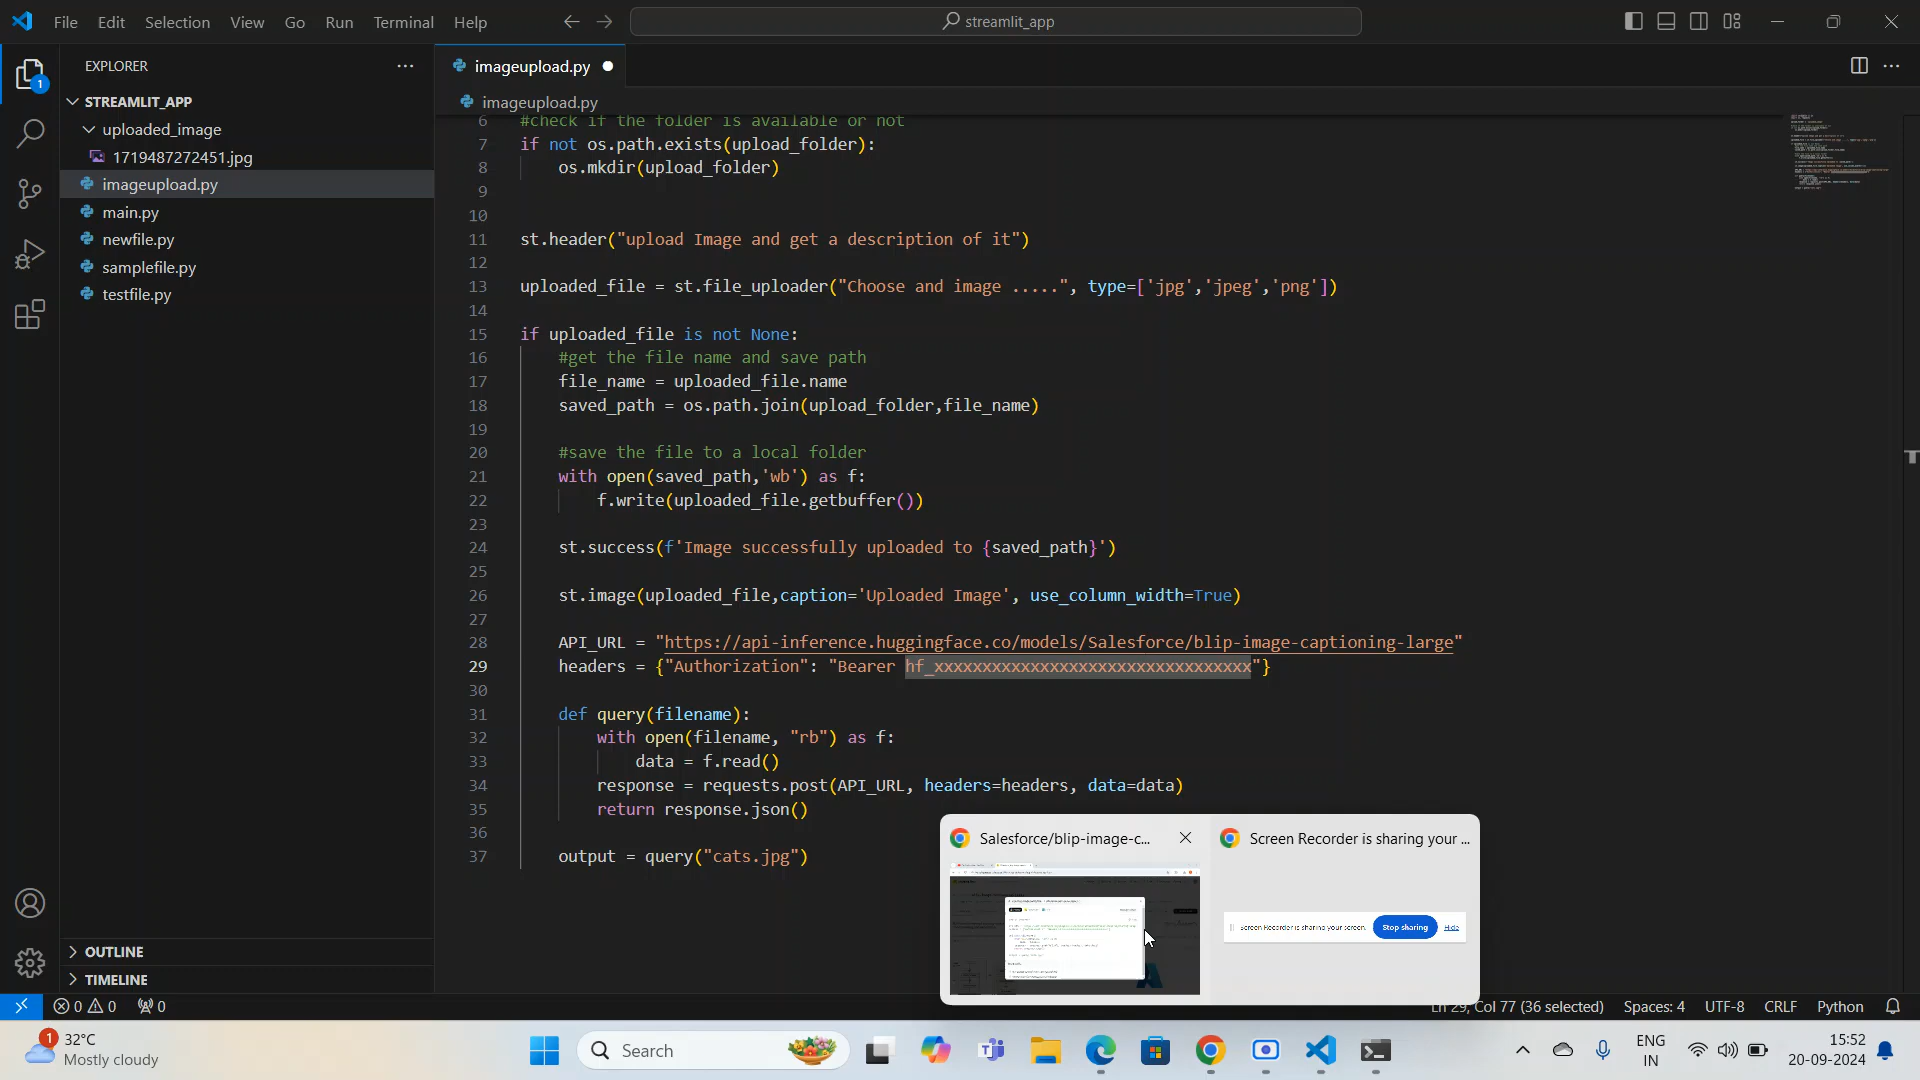 File Edit Selection View Go Run Terminal Help
streamlit_app
EXPLORER
1
STREAMLIT_APP
uploaded_image
1719487272451.jpg
imageupload.py
main.py
newfile.py
samplefile.py
testfile.py
OUTLINE
TIMELINE
imageupload.py
imageupload.py
6 #check if the folder is available or not
7 if not os.path.exists(upload_folder):
8 os.mkdir(upload_folder)
9
10
11 st.header("upload Image and get a description of it")
12
13 uploaded_file = st.file_uploader("Choose and image .....", type=['jpg','jpeg','png'])
14
15 if uploaded_file is not None:
16 #get the file name and save path
17 file_name = uploaded_file.name
18 saved_path = os.path.join(upload_folder,file_name)
19
20 #save the file to a local folder
21 with open(saved_path,'wb') as f:
22 f.write(uploaded_file.getbuffer())
23
24 st.success(f'Image successfully uploaded to {saved_path}')
25
26 st.image(uploaded_file,caption='Uploaded Image', use_column_width=True)
27
28 API_URL = "https://api-inference.huggingface.co/models/Salesforce/blip-image-captioning-large"
29 headers = {"Authorization": "Bearer hf_xxxxxxxxxxxxxxxxxxxxxxxxxxxxxxxxx"}
30
31 def query(filename):
32 with open(filename, "rb") as f:
33 data = f.read()
34 response = requests.post(API_URL, headers=headers, data=data)
35 return response.json()
36
37 output = query("cats.jpg")
Salesforce/blip-image-c...
Screen Recorder is sharing your ...
Screen Recorder is sharing your screen. Stop sharing Hide
0 0 0
Ln 29, Col 77 (36 selected) Spaces: 4 UTF-8 CRLF Python
1
32°C
Mostly cloudy
Search
ENG
IN
15:52
20-09-2024